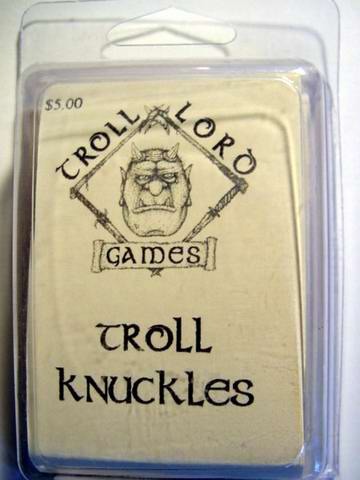 $5.00
TROLL LORD
GAMES
TROLL
KNUCKLES